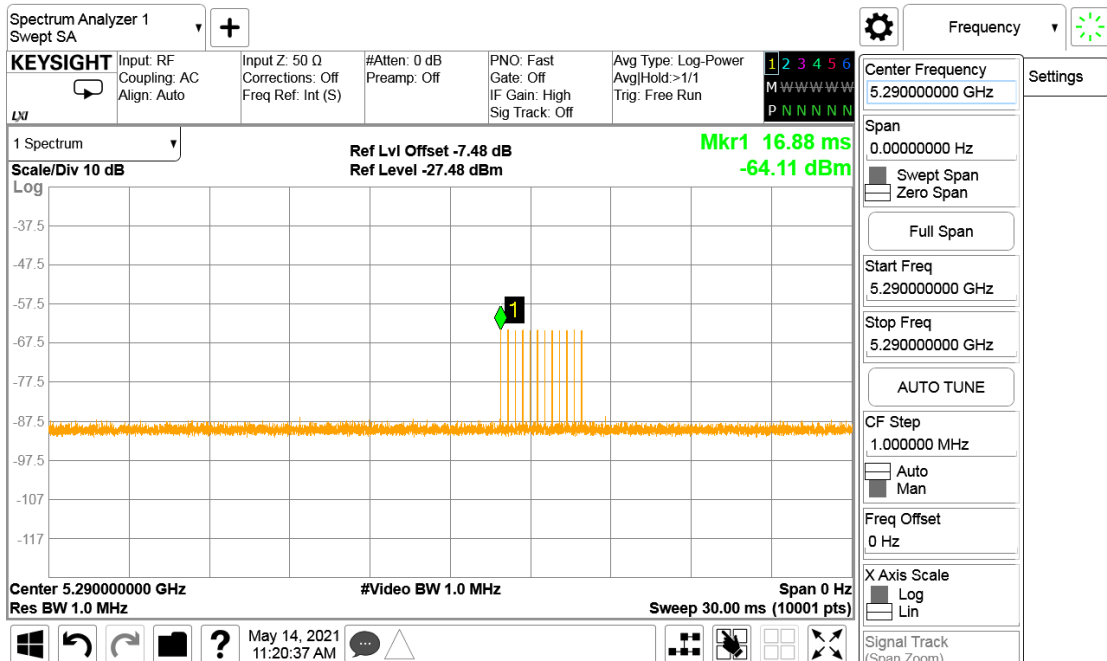 Spectrum Analyzer 1
Swept SA
+
Frequency
KEYSIGHT
LXI
Input: RF
Coupling: AC
Align: Auto
Input Z: 50 Ω
Corrections: Off
Freq Ref: Int (S)
#Atten: 0 dB
Preamp: Off
PNO: Fast
Gate: Off
IF Gain: High
Sig Track: Off
Avg Type: Log-Power
Avg|Hold:>1/1
Trig: Free Run
1 2 3 4 5 6
M W W W W W
P N N N N N
1 Spectrum
Scale/Div 10 dB
Log
Ref Lvl Offset -7.48 dB
Ref Level -27.48 dBm
Mkr1 16.88 ms
-64.11 dBm
-37.5
-47.5
-57.5
1
-67.5
-77.5
-87.5
-97.5
-107
-117
Center 5.290000000 GHz
#Video BW 1.0 MHz
Span 0 Hz
Res BW 1.0 MHz
Sweep 30.00 ms (10001 pts)
?
May 14, 2021
11:20:37 AM
Center Frequency
5.290000000 GHz
Settings
Span
0.00000000 Hz
Swept Span
Zero Span
Full Span
Start Freq
5.290000000 GHz
Stop Freq
5.290000000 GHz
AUTO TUNE
CF Step
1.000000 MHz
Auto
Man
Freq Offset
0 Hz
X Axis Scale
Log
Lin
Signal Track
(Span Zoom)